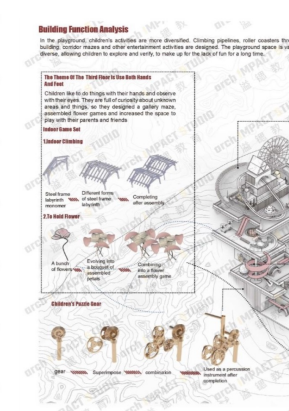 Building Function Analysis
In the playground, children's activities are more diversified. Climbing pipelines, roller coasters
building, corridor mazes and other entertainment activities are designed. The playground space is
diverse, allowing children to explore and verify, to make up for the lack of fun for a long time.
The Theme Of The Third Floor Is Use Both Hands
And Feet
Children like to do things with their hands and observe
with their eyes. They are full of curiosity about unknown
areas and things, so they designed a gallery maze,
assembled flower games and increased the space to
play with their parents and friends
Indoor Game Set
1.Indoor Climbing
Steel frame
labyrinth
Different forms
of steel frame
labyrinth
Completing
after assembly
2.To Hold Flower
A bunch
of flowers
Evolving into
a bouquet of
assembled
petals
Combining
into a flower
assembly game
Children's Puzzle Gear
gear
Superimpose
combination
Used as a percussion
instrument after
completion